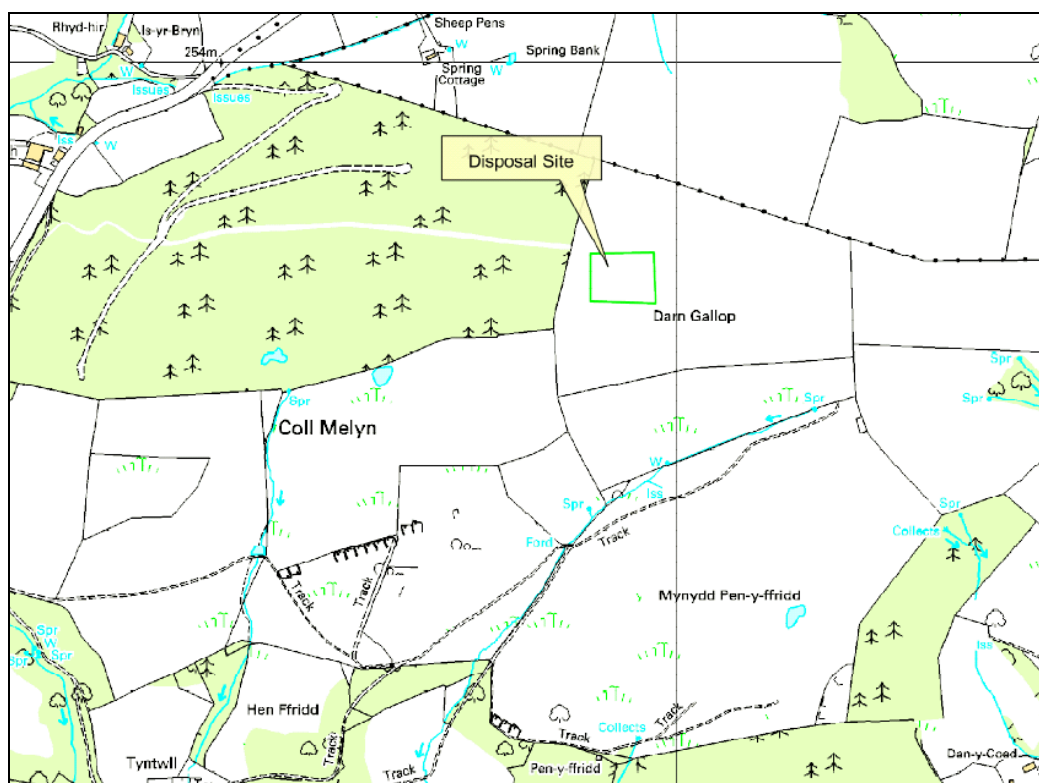 Rhyd-hir
Is-yr-Bryn
254m
W
Issues
Issues
Iss
W
Sheep Pens
W
W
Spring Bank
Spring
Cottage
Disposal Site
Darn Gallop
Spr
Coll Melyn
Spr
Spr
Spr
W
Iss
Spr
Ford
Track
Track
Track
Spr
Collects
Mynydd Pen-y-ffridd
Spr
W
Spr
Spr
Iss
Hen Ffridd
Collects
Track
Track
Tyntwll
Track
Pen-y-ffridd
Dan-y-Coed